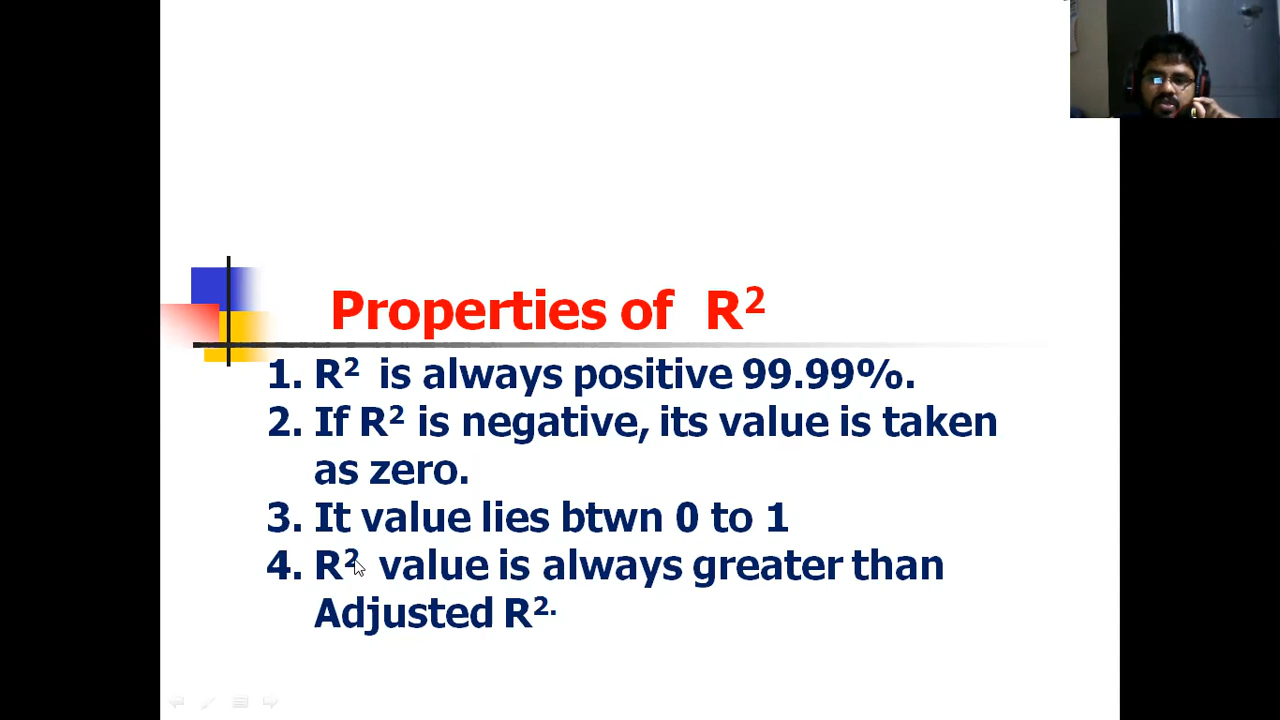 Properties of R²
1. R² is always positive 99.99%.
2. If R² is negative, its value is taken
as zero.
3. It value lies btwn 0 to 1
4. R² value is always greater than
Adjusted R².